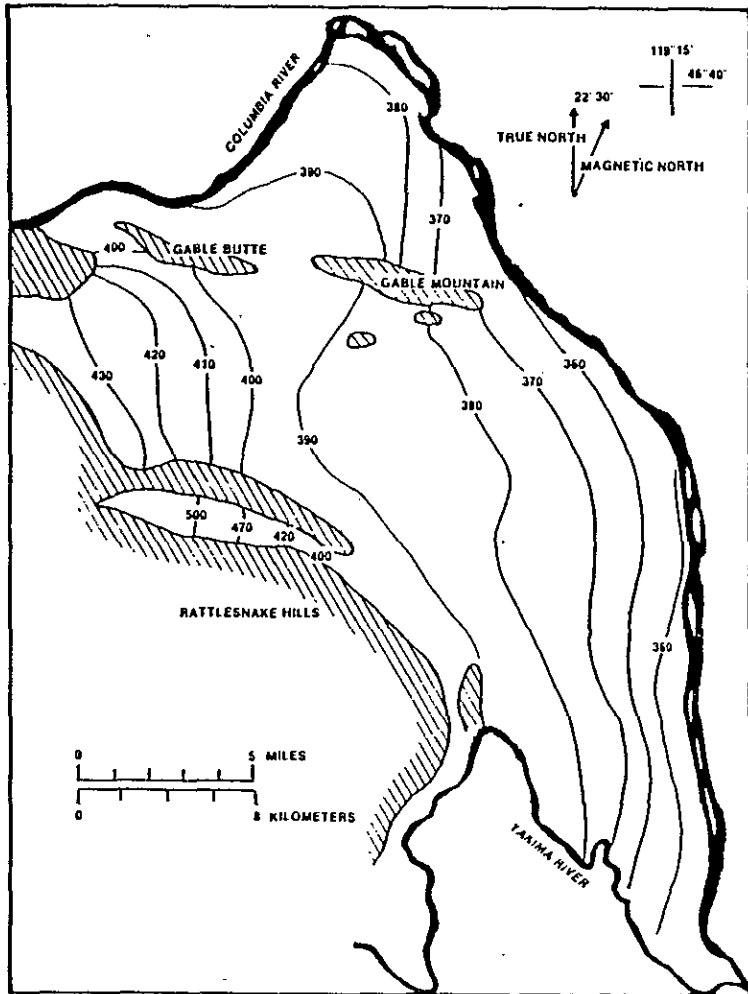 119° 15'
46° 40'
22° 30'
COLUMBIA RIVER
TRUE NORTH
MAGNETIC NORTH
380
390
370
400
GABLE BUTTE
GABLE MOUNTAIN
430
420
410
400
390
380
370
360
500
470
420
400
RATTLESNAKE HILLS
0 5 MILES
0 8 KILOMETERS
YAKIMA RIVER